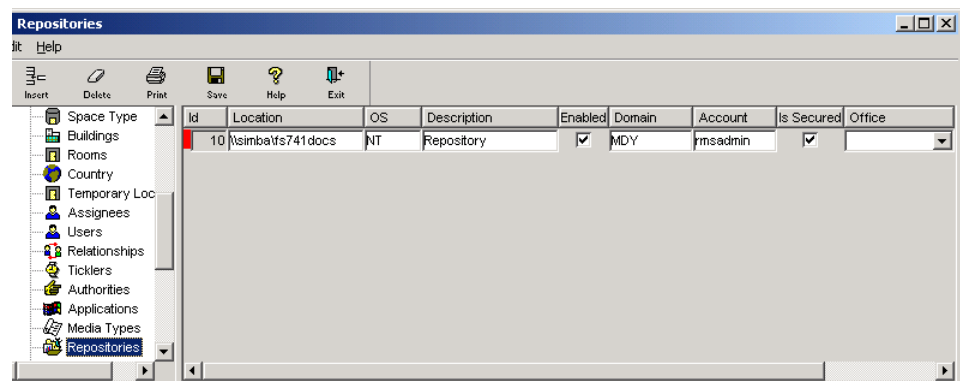 Repositories
dit Help
Insert Delete Print Save Help Exit
Space Type
Buildings
Rooms
Country
Temporary Loc
Assignees
Users
Relationships
Ticklers
Authorities
Applications
Media Types
Repositories
Id Location OS Description Enabled Domain Account Is Secured Office
10 \\simba\fs741docs NT Repository MDY rmsadmin